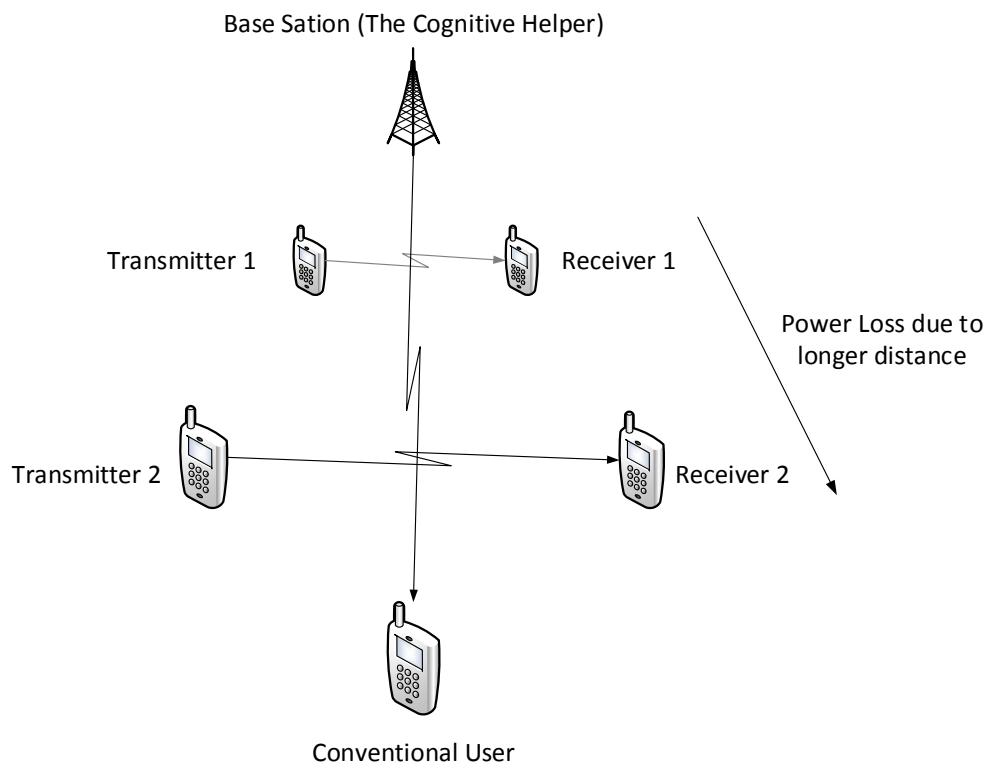 Base Sation (The Cognitive Helper)
Transmitter 1
Receiver 1
Power Loss due to
longer distance
Transmitter 2
Receiver 2
Conventional User